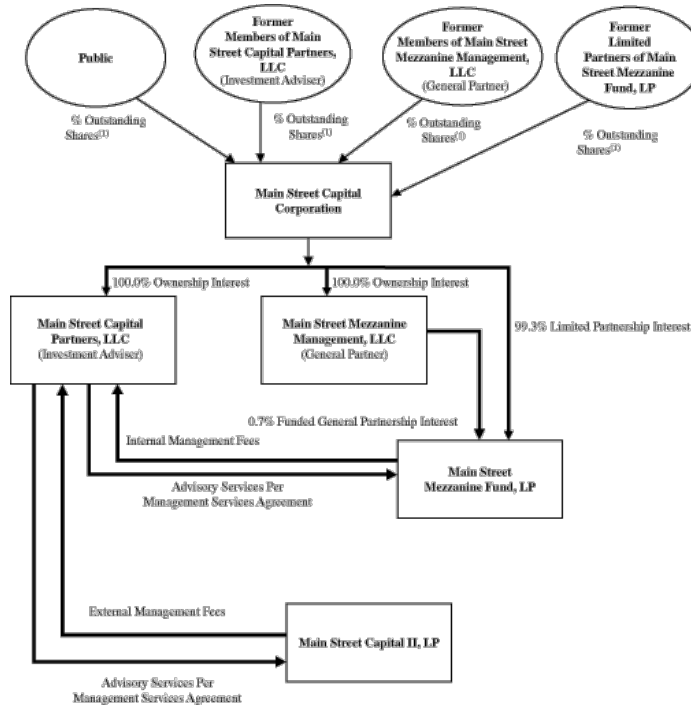 Public
Former
Members of Main
Street Capital Partners,
LLC
(Investment Adviser)
Former
Members of Main Street
Mezzanine Management,
LLC
(General Partner)
Former
Limited
Partners of Main
Street Mezzanine
Fund, LP
% Outstanding
Shares(1)
% Outstanding
Shares(1)
% Outstanding
Shares(1)
% Outstanding
Shares(1)
Main Street Capital
Corporation
100.0% Ownership Interest
100.0% Ownership Interest
99.3% Limited Partnership Interest
Main Street Capital
Partners, LLC
(Investment Adviser)
Main Street Mezzanine
Management, LLC
(General Partner)
0.7% Funded General Partnership Interest
Internal Management Fees
Main Street
Mezzanine Fund, LP
Advisory Services Per
Management Services Agreement
External Management Fees
Main Street Capital II, LP
Advisory Services Per
Management Services Agreement